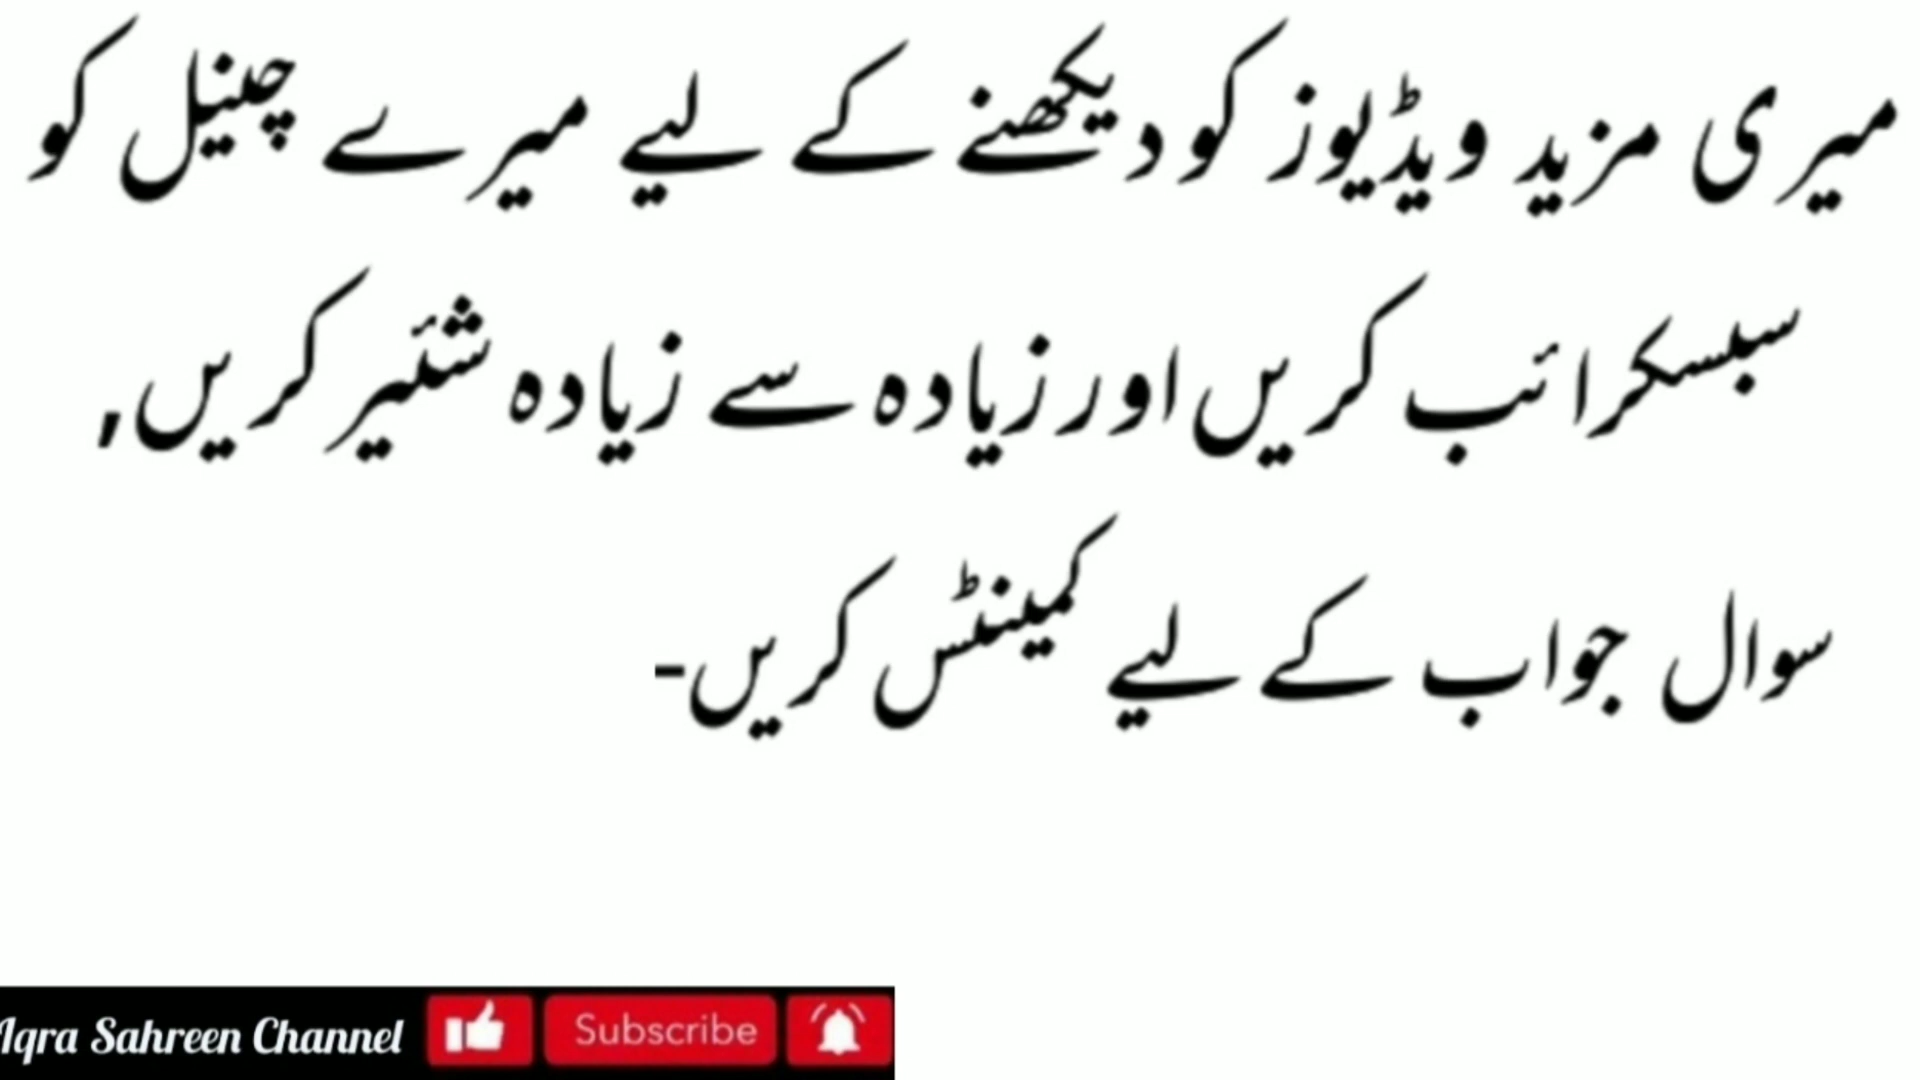 میری مزید ویڈیوز کو دیکھنے کے لیے میرے چینل کو
سبسکرائب کریں اور زیادہ سے زیادہ شئیر کریں,
سوال جواب کے لیے کمینٹس کریں-
Iqra Sahreen Channel Subscribe